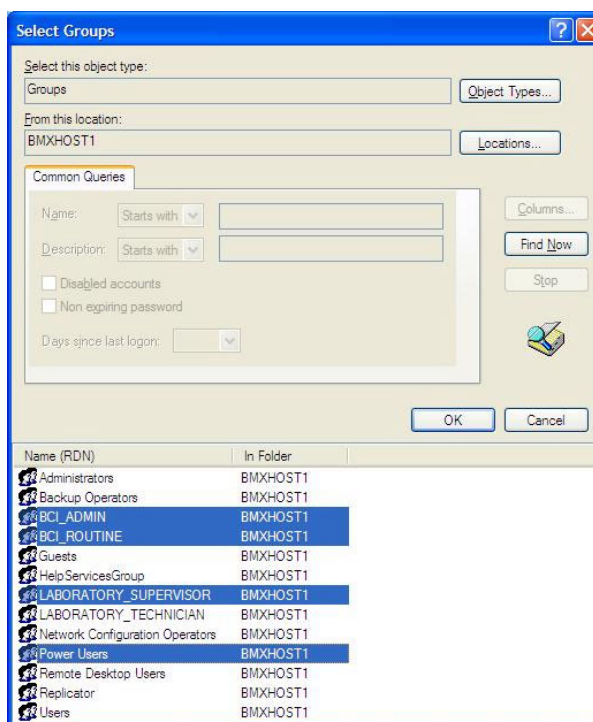 Select Groups
Select this object type:
Groups
Object Types...
From this location:
BMXHOST1
Locations...
Common Queries
Name: Starts with
Columns...
Description: Starts with
Find Now
Disabled accounts
Stop
Non expiring password
Days since last logon:
OK Cancel
Name (RDN) In Folder
Administrators BMXHOST1
Backup Operators BMXHOST1
BCI_ADMIN BMXHOST1
BCI_ROUTINE BMXHOST1
Guests BMXHOST1
HelpServicesGroup BMXHOST1
LABORATORY_SUPERVISOR BMXHOST1
LABORATORY_TECHNICIAN BMXHOST1
Network Configuration Operators BMXHOST1
Power Users BMXHOST1
Remote Desktop Users BMXHOST1
Replicator BMXHOST1
Users BMXHOST1